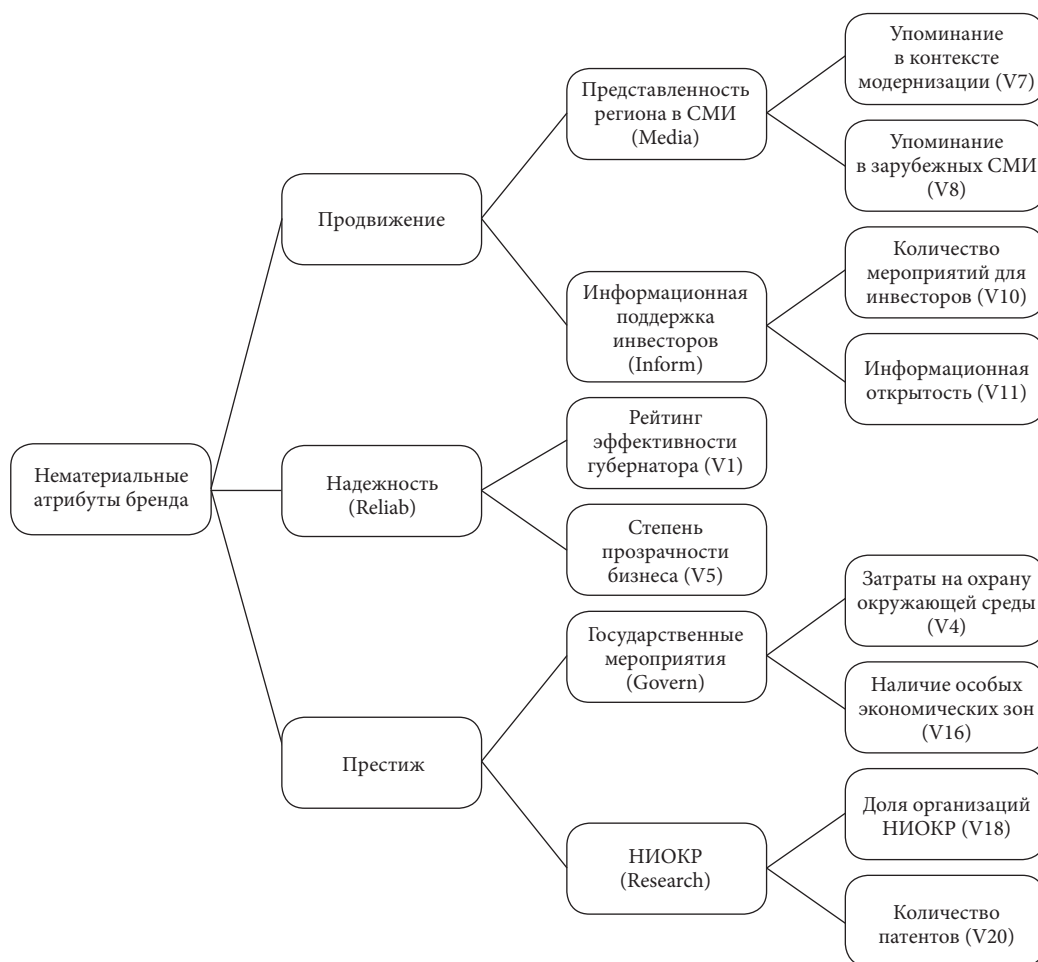 Нематериальные
атрибуты бренда
Продвижение
Представленность
региона в СМИ
(Media)
Упоминание
в контексте
модернизации (V7)
Упоминание
в зарубежных СМИ
(V8)
Информационная
поддержка
инвесторов
(Inform)
Количество
мероприятий для
инвесторов (V10)
Информационная
открытость (V11)
Надежность
(Reliab)
Рейтинг
эффективности
губернатора (V1)
Степень
прозрачности
бизнеса (V5)
Престиж
Государственные
мероприятия
(Govern)
Затраты на охрану
окружающей среды
(V4)
Наличие особых
экономических зон
(V16)
НИОКР
(Research)
Доля организаций
НИОКР (V18)
Количество
патентов (V20)